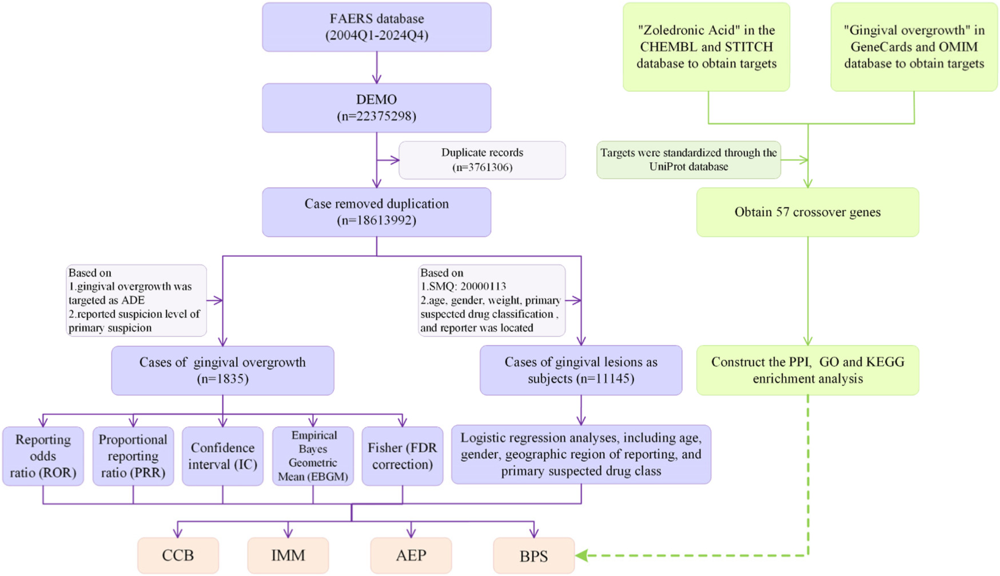 FAERS database
(2004Q1-2024Q4)
DEMO
(n=22375298)
Duplicate records
(n=3761306)
Case removed duplication
(n=18613992)
Based on
1.gingival overgrowth was
targeted as ADE
2.reported suspicion level of
primary suspicion
Based on
1.SMQ: 20000113
2.age, gender, weight, primary
suspected drug classification ,
and reporter was located
Cases of gingival overgrowth
(n=1835)
Cases of gingival lesions as
subjects (n=11145)
Reporting
odds
ratio (ROR)
Proportional
reporting
ratio (PRR)
Confidence
interval (IC)
Empirical
Bayes
Geometric
Mean (EBGM)
Fisher (FDR
correction)
Logistic regression analyses, including age,
gender, geographic region of reporting, and
primary suspected drug class
CCB
IMM
AEP
BPS
"Zoledronic Acid" in the
CHEMBL and STITCH
database to obtain targets
"Gingival overgrowth" in
GeneCards and OMIM
database to obtain targets
Targets were standardized through the
UniProt database
Obtain 57 crossover genes
Construct the PPI, GO and KEGG
enrichment analysis